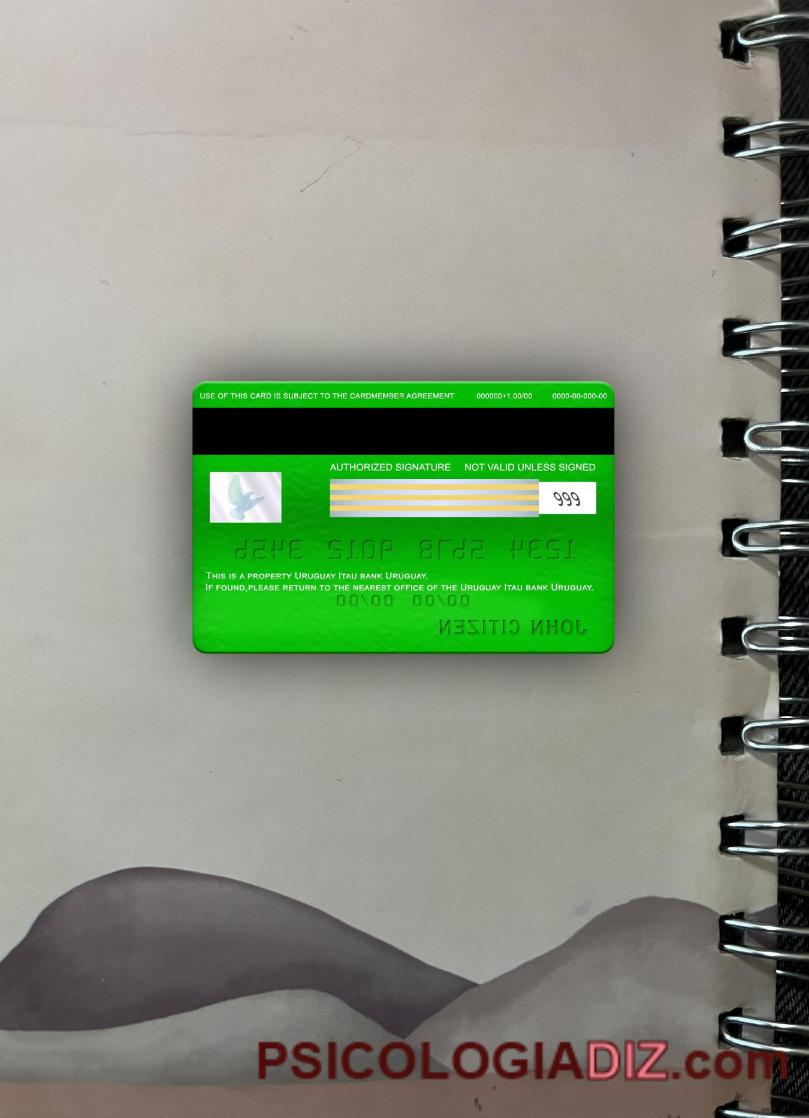 USE OF THIS CARD IS SUBJECT TO THE CARDMEMBER AGREEMENT 000000+1 00/00 0000-00-000-00
AUTHORIZED SIGNATURE NOT VALID UNLESS SIGNED
999
1234 5678 9012 3456
THIS IS A PROPERTY URUGUAY ITAU BANK URUGUAY.
IF FOUND,PLEASE RETURN TO THE NEAREST OFFICE OF THE URUGUAY ITAU BANK URUGUAY.
00/00 00/00
JOHN CITIZEN
PSICOLOGIADIZ.com